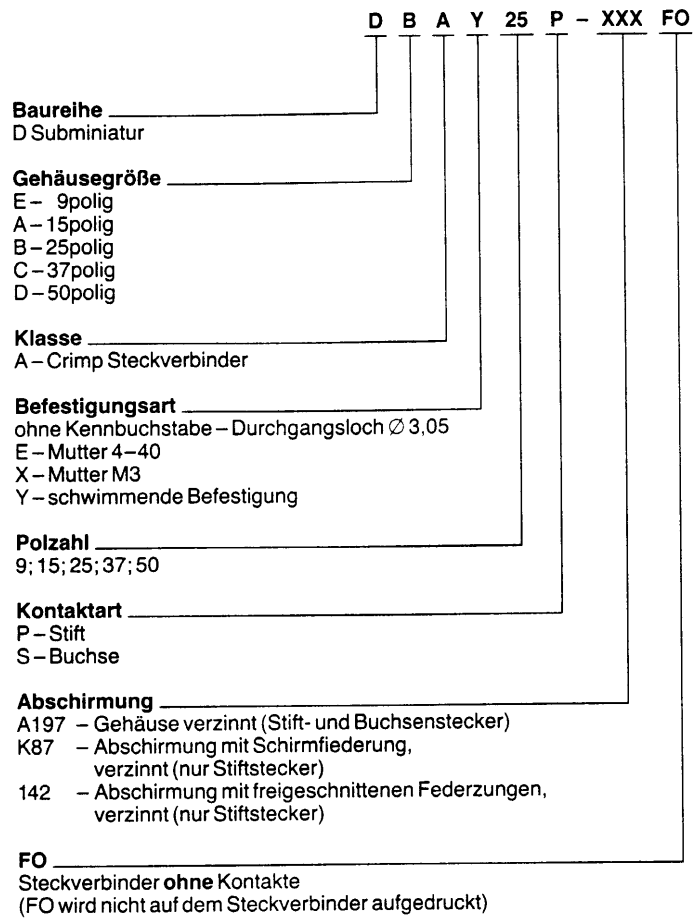 D B A Y 25 P – XXX FO
Baureihe
D Subminiatur
Gehäusegröße
E – 9polig
A – 15polig
B – 25polig
C – 37polig
D – 50polig
Klasse
A – Crimp Steckverbinder
Befestigungsart
ohne Kennbuchstabe – Durchgangsloch ∅ 3,05
E – Mutter 4–40
X – Mutter M3
Y – schwimmende Befestigung
Polzahl
9; 15; 25; 37; 50
Kontaktart
P – Stift
S – Buchse
Abschirmung
A197 – Gehäuse verzinnt (Stift- und Buchsenstecker)
K87 – Abschirmung mit Schirmfiederung,
verzinnt (nur Stiftstecker)
142 – Abschirmung mit freigeschnittenen Federzungen,
verzinnt (nur Stiftstecker)
FO
Steckverbinder ohne Kontakte
(FO wird nicht auf dem Steckverbinder aufgedruckt)